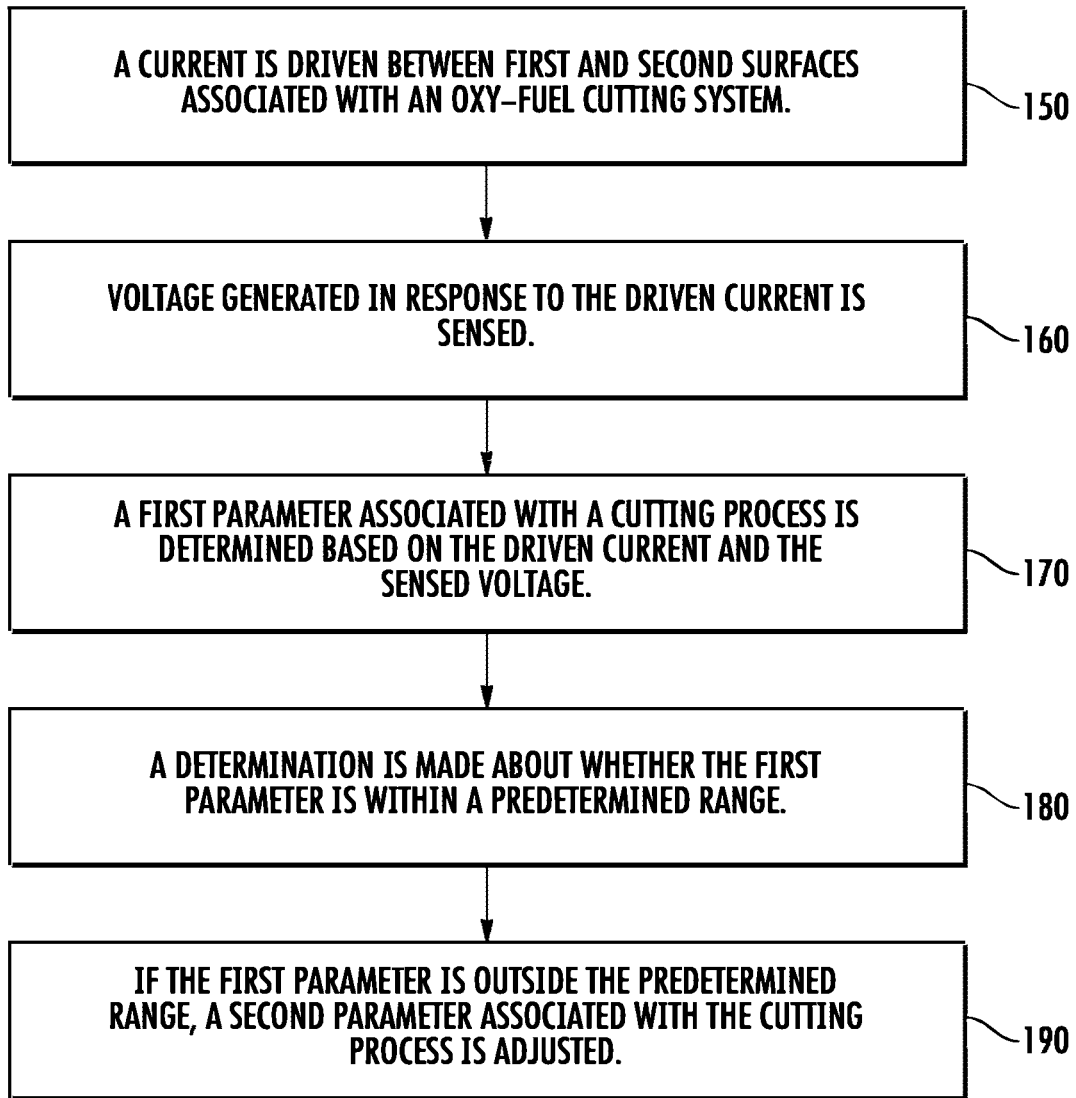 A CURRENT IS DRIVEN BETWEEN FIRST AND SECOND SURFACES
ASSOCIATED WITH AN OXY-FUEL CUTTING SYSTEM.
150
VOLTAGE GENERATED IN RESPONSE TO THE DRIVEN CURRENT IS
SENSED.
160
A FIRST PARAMETER ASSOCIATED WITH A CUTTING PROCESS IS
DETERMINED BASED ON THE DRIVEN CURRENT AND THE
SENSED VOLTAGE.
170
A DETERMINATION IS MADE ABOUT WHETHER THE FIRST
PARAMETER IS WITHIN A PREDETERMINED RANGE.
180
IF THE FIRST PARAMETER IS OUTSIDE THE PREDETERMINED
RANGE, A SECOND PARAMETER ASSOCIATED WITH THE CUTTING
PROCESS IS ADJUSTED.
190